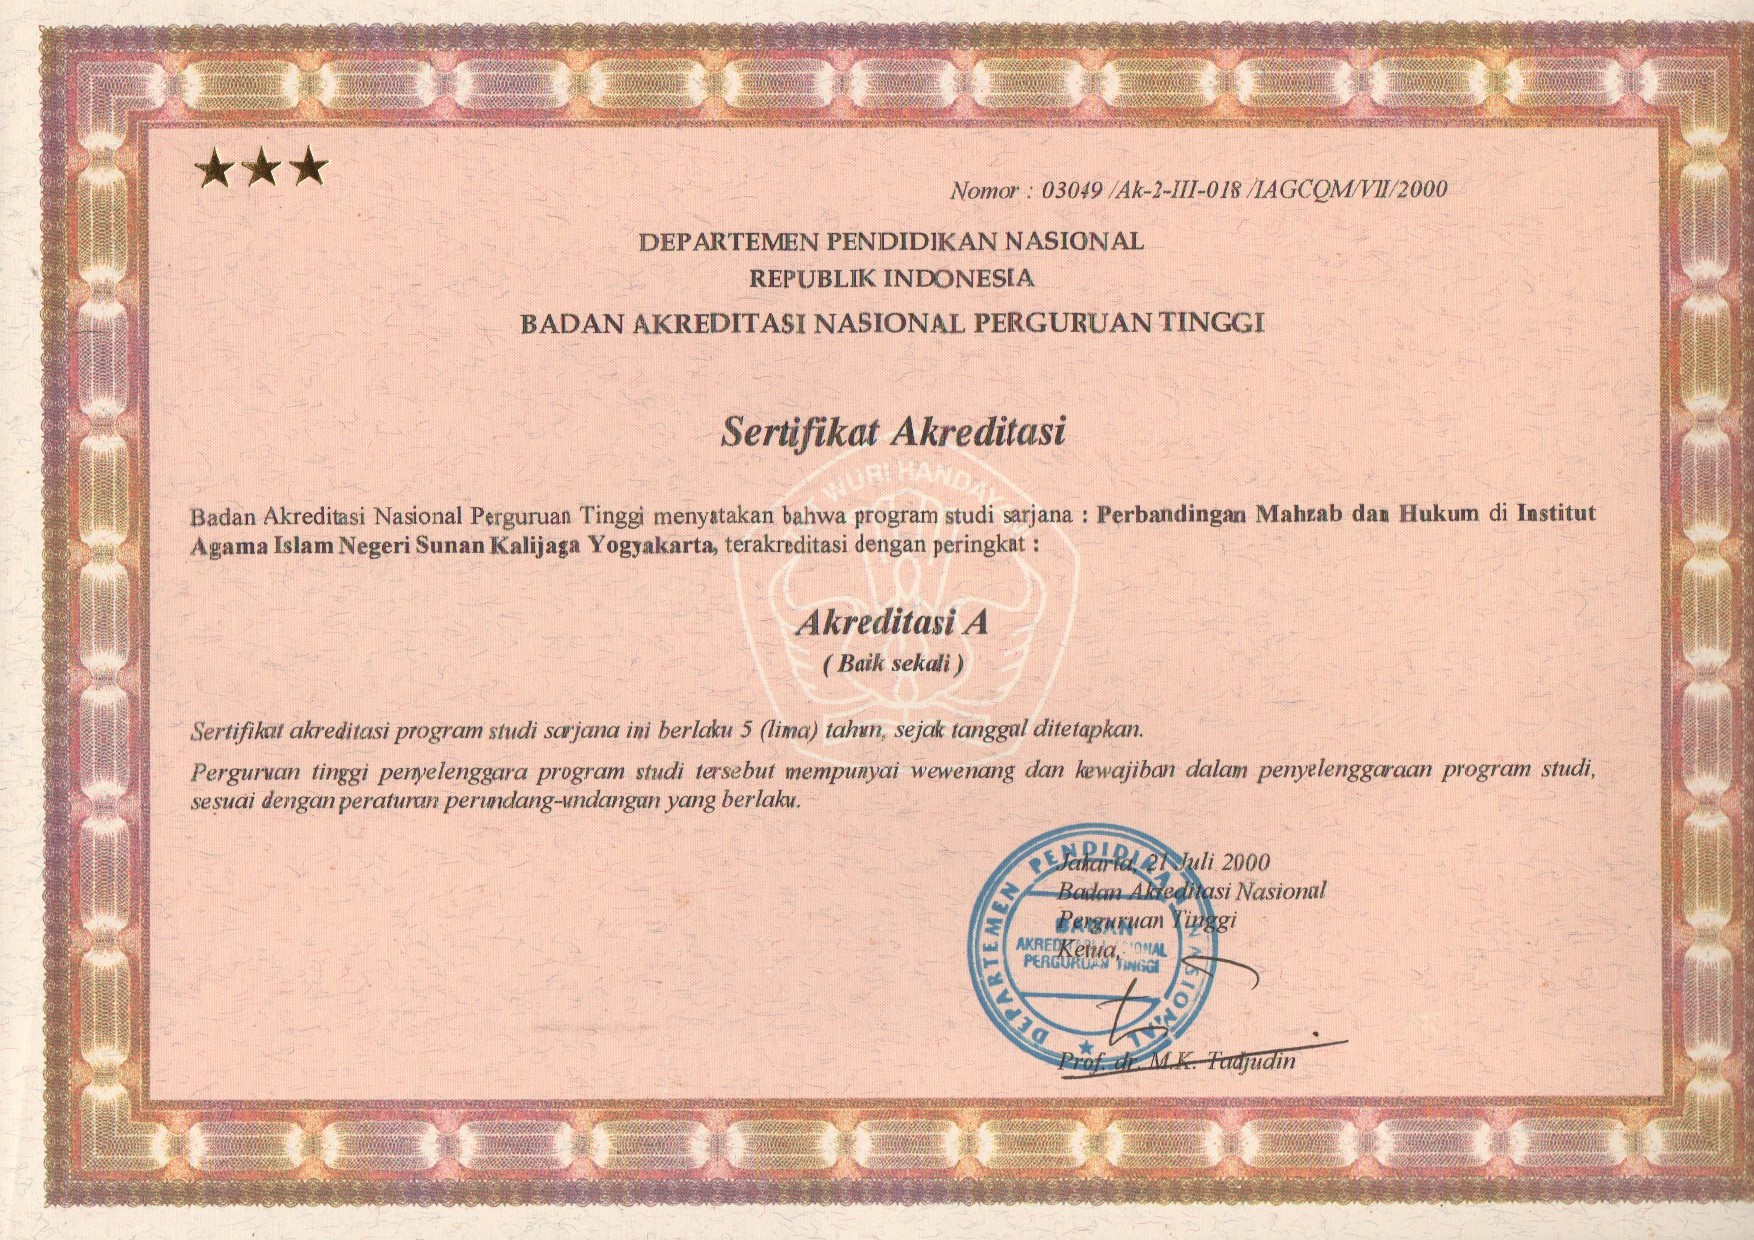 Nomor : 03049 /Ak-2-III-018 /IAGCQM/VII/2000
DEPARTEMEN PENDIDIKAN NASIONAL
REPUBLIK INDONESIA
BADAN AKREDITASI NASIONAL PERGURUAN TINGGI
Sertifikat Akreditasi
WURI HANDAY
Badan Akreditasi Nasional Perguruan Tinggi menyatakan bahwa program studi sarjana : Perbandingan Mahzab dan Hukum di Institut
Agama Islam Negeri Sunan Kalijaga Yogyakarta, terakreditasi dengan peringkat :
Akreditasi A
( Baik sekali )
Sertifikat akreditasi program studi sarjana ini berlaku 5 (lima) tahun, sejak tanggal ditetapkan.
Perguruan tinggi penyelenggara program studi tersebut mempunyai wewenang dan kewajiban dalam penyelenggaraan program studi,
sesuai dengan peraturan perundang-undangan yang berlaku.
Jakarta, 21 Juli 2000
Badan Akreditasi Nasional
Perguruan Tinggi
Ketua,
DEPARTEMEN PENDIDIKAN NASIONAL
BADAN
AKREDITASI NASIONAL
PERGURUAN TINGGI
Prof. dr. M.K. Tadjudin